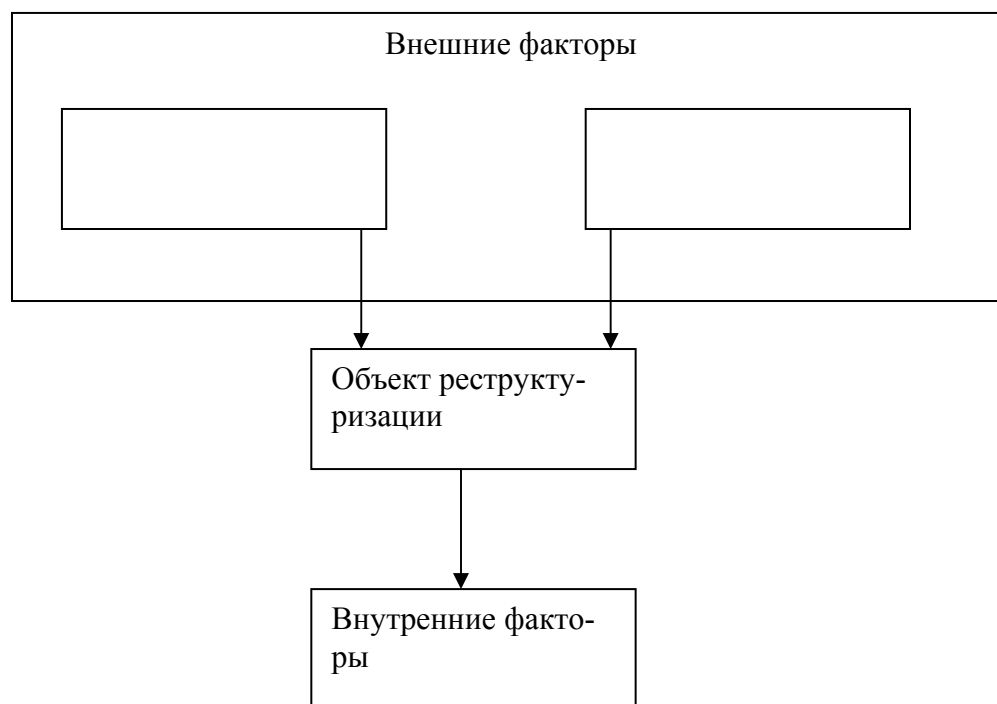 Внешние факторы
Объект реструкту-
ризации
Внутренние факто-
ры